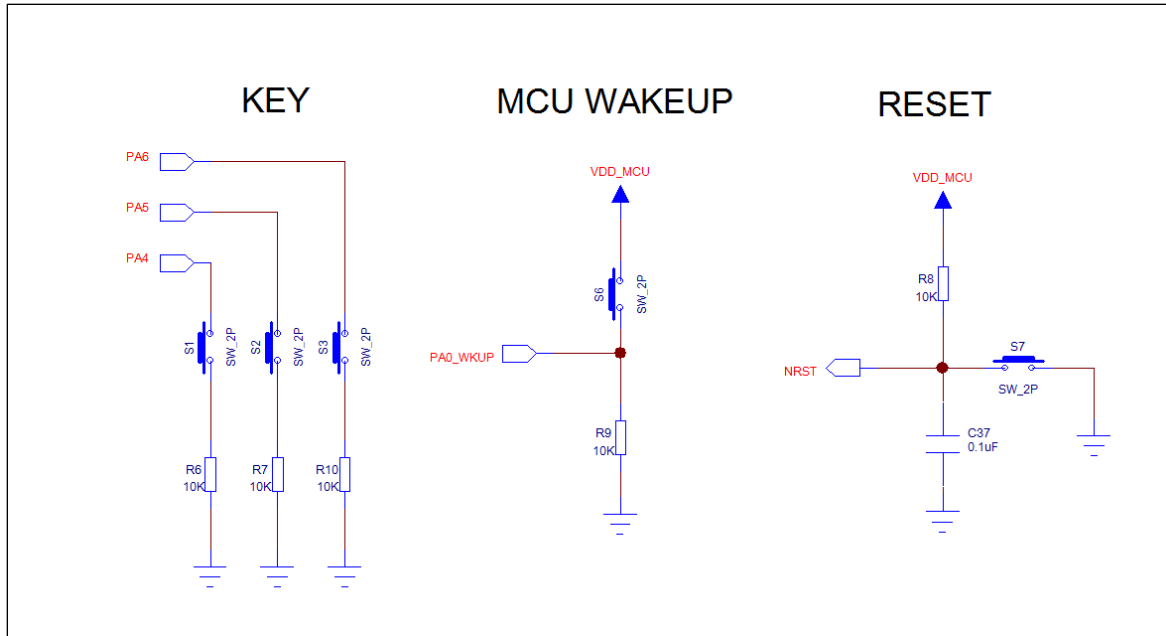 KEY
PA6
PA5
PA4
S1
SW_2P
S2
SW_2P
S3
SW_2P
R6
10K
R7
10K
R10
10K
MCU WAKEUP
VDD_MCU
S6
SW_2P
PA0_WKUP
R9
10K
RESET
VDD_MCU
R8
10K
NRST
S7
SW_2P
C37
0.1uF